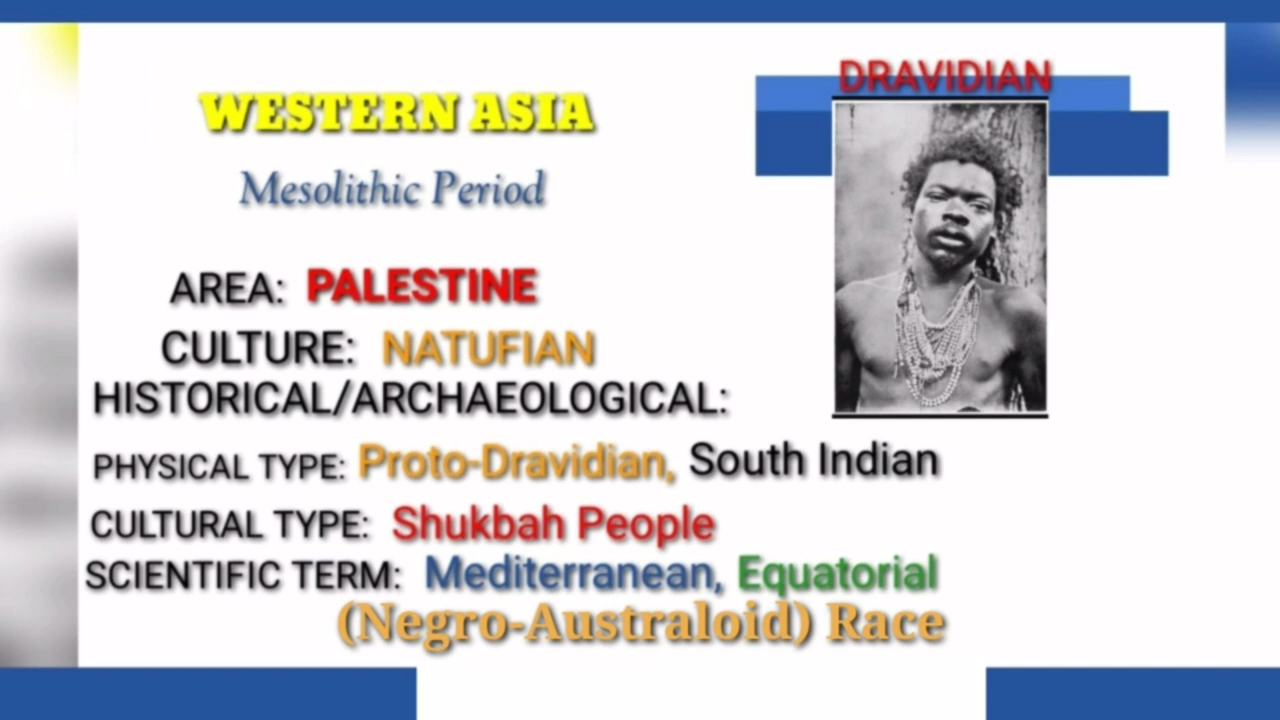 DRAVIDIAN
WESTERN ASIA
Mesolithic Period
AREA: PALESTINE
CULTURE: NATUFIAN
HISTORICAL/ARCHAEOLOGICAL:
PHYSICAL TYPE: Proto-Dravidian, South Indian
CULTURAL TYPE: Shukbah People
SCIENTIFIC TERM: Mediterranean, Equatorial
(Negro-Australoid) Race